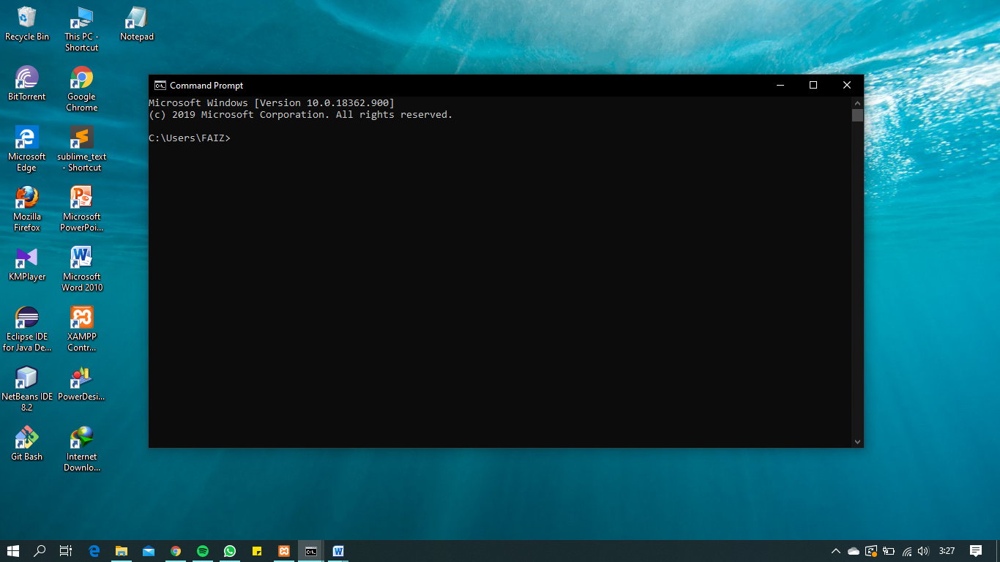 Recycle Bin
This PC -
Shortcut
Notepad
BitTorrent
Google
Chrome
Microsoft
Edge
sublime_text
- Shortcut
Mozilla
Firefox
Microsoft
PowerPoi...
KMPlayer
Microsoft
Word 2010
Eclipse IDE
for Java De...
XAMPP
Contr...
NetBeans IDE
8.2
PowerDesi...
Git Bash
Internet
Downlo...
Command Prompt
Microsoft Windows [Version 10.0.18362.900]
(c) 2019 Microsoft Corporation. All rights reserved.
C:\Users\FAIZ>
3:27